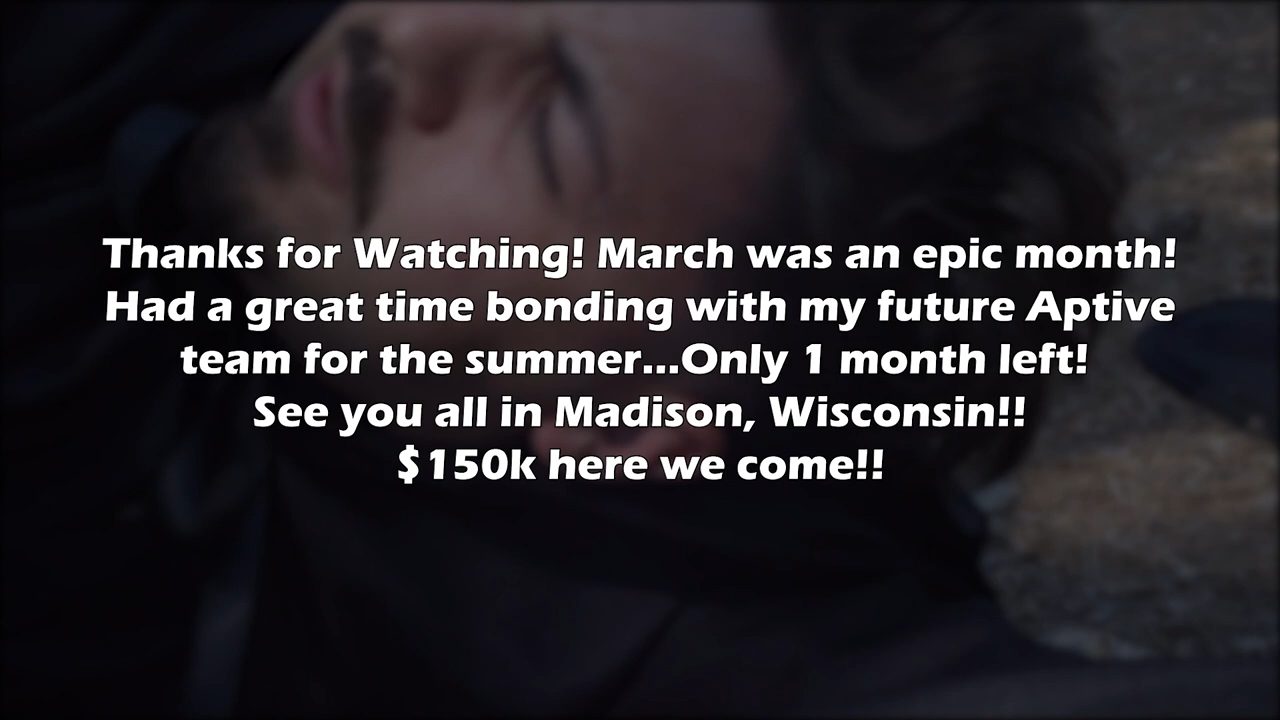 Thanks for Watching! March was an epic month!
Had a great time bonding with my future Aptive
team for the summer...Only 1 month left!
See you all in Madison, Wisconsin!!
$150k here we come!!